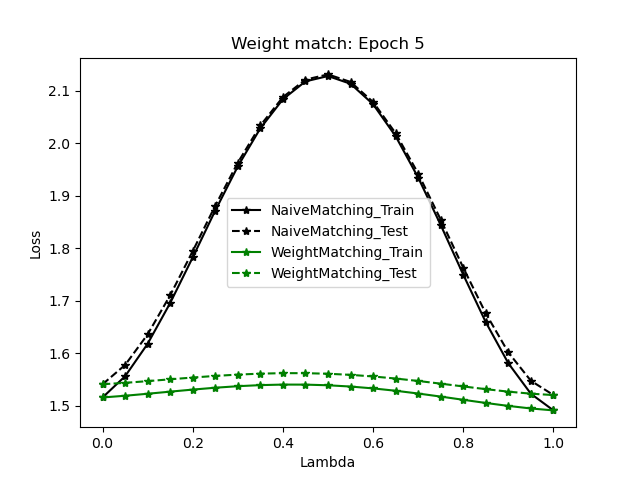 Weight match: Epoch 5
Loss
2.1
2.0
1.9
1.8
1.7
1.6
1.5
NaiveMatching_Train
NaiveMatching_Test
WeightMatching_Train
WeightMatching_Test
0.0 0.2 0.4 0.6 0.8 1.0
Lambda